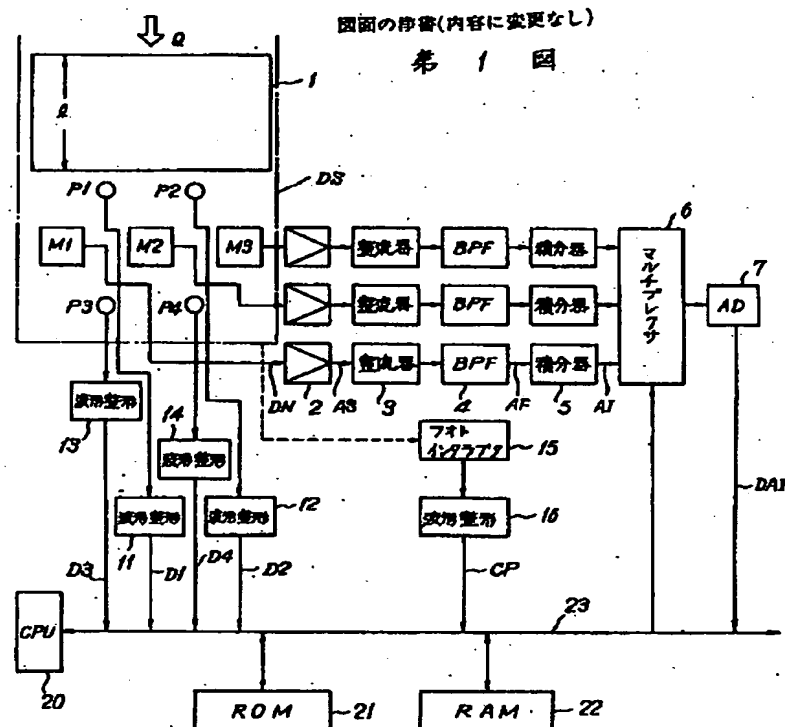 図面の浄書(内容に変更なし)
第 1 図
Q
1
l
P1
P2
DS
M1
M2
M3
整流器
BPF
積分器
マルチプレクサ
6
7
AD
P3
P4
整流器
BPF
積分器
整流器
BPF
積分器
DN
2
AS
3
4
AF
5
AI
波形整形
13
14
波形整形
フォト
インタラプタ
15
DAI
波形整形
11
波形整形
12
波形整形
16
D3
D1
D4
D2
CP
23
CPU
20
ROM
21
RAM
22